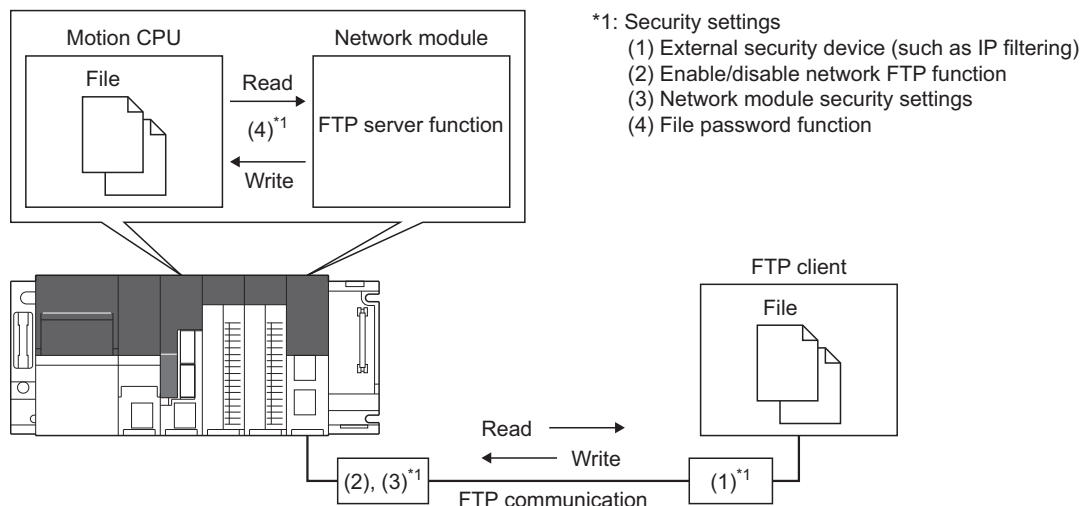 Motion CPU
Network module
File
Read
(4)*1
Write
FTP server function
*1: Security settings
(1) External security device (such as IP filtering)
(2) Enable/disable network FTP function
(3) Network module security settings
(4) File password function
FTP client
File
Read
Write
(2), (3)*1
(1)*1
FTP communication